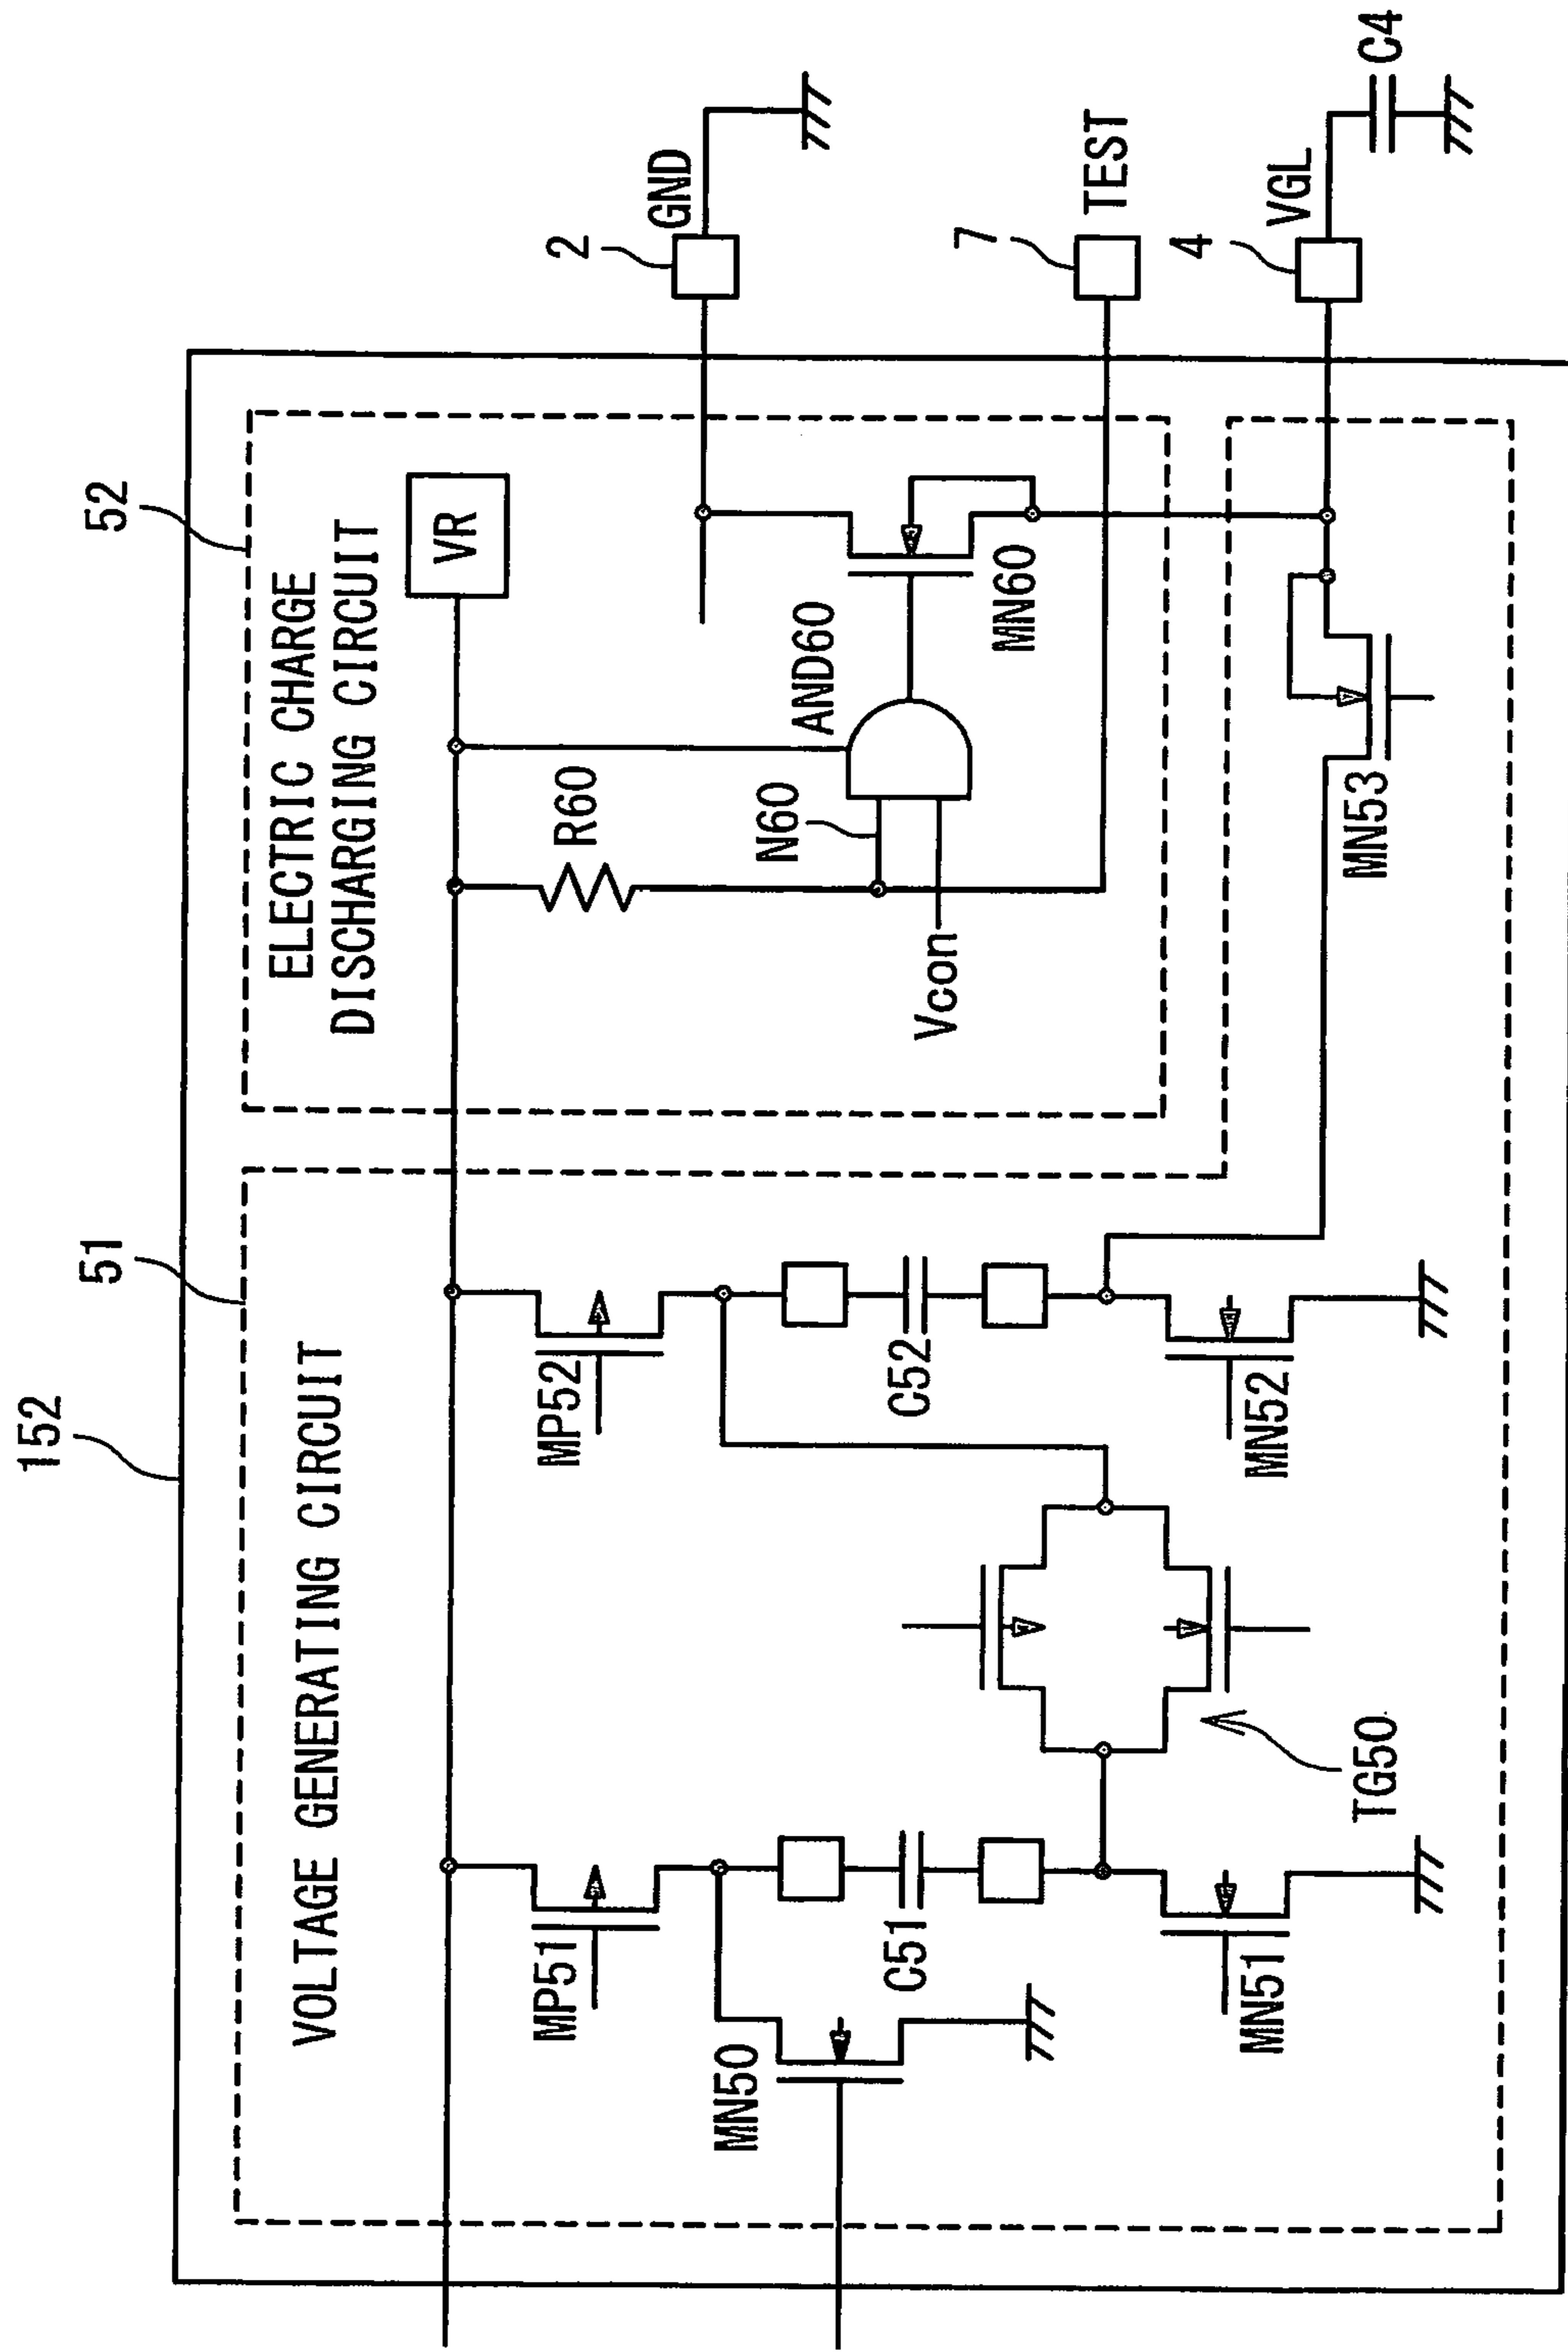 152
51
52
VOLTAGE GENERATING CIRCUIT
ELECTRIC CHARGE
DISCHARGING CIRCUIT
VR
MP51
MP52
R60
N60
AND60
Vcon
MN60
MN50
C51
C52
MN51
MN52
TG50
MN53
2
GND
7
TEST
4
VGL
C4